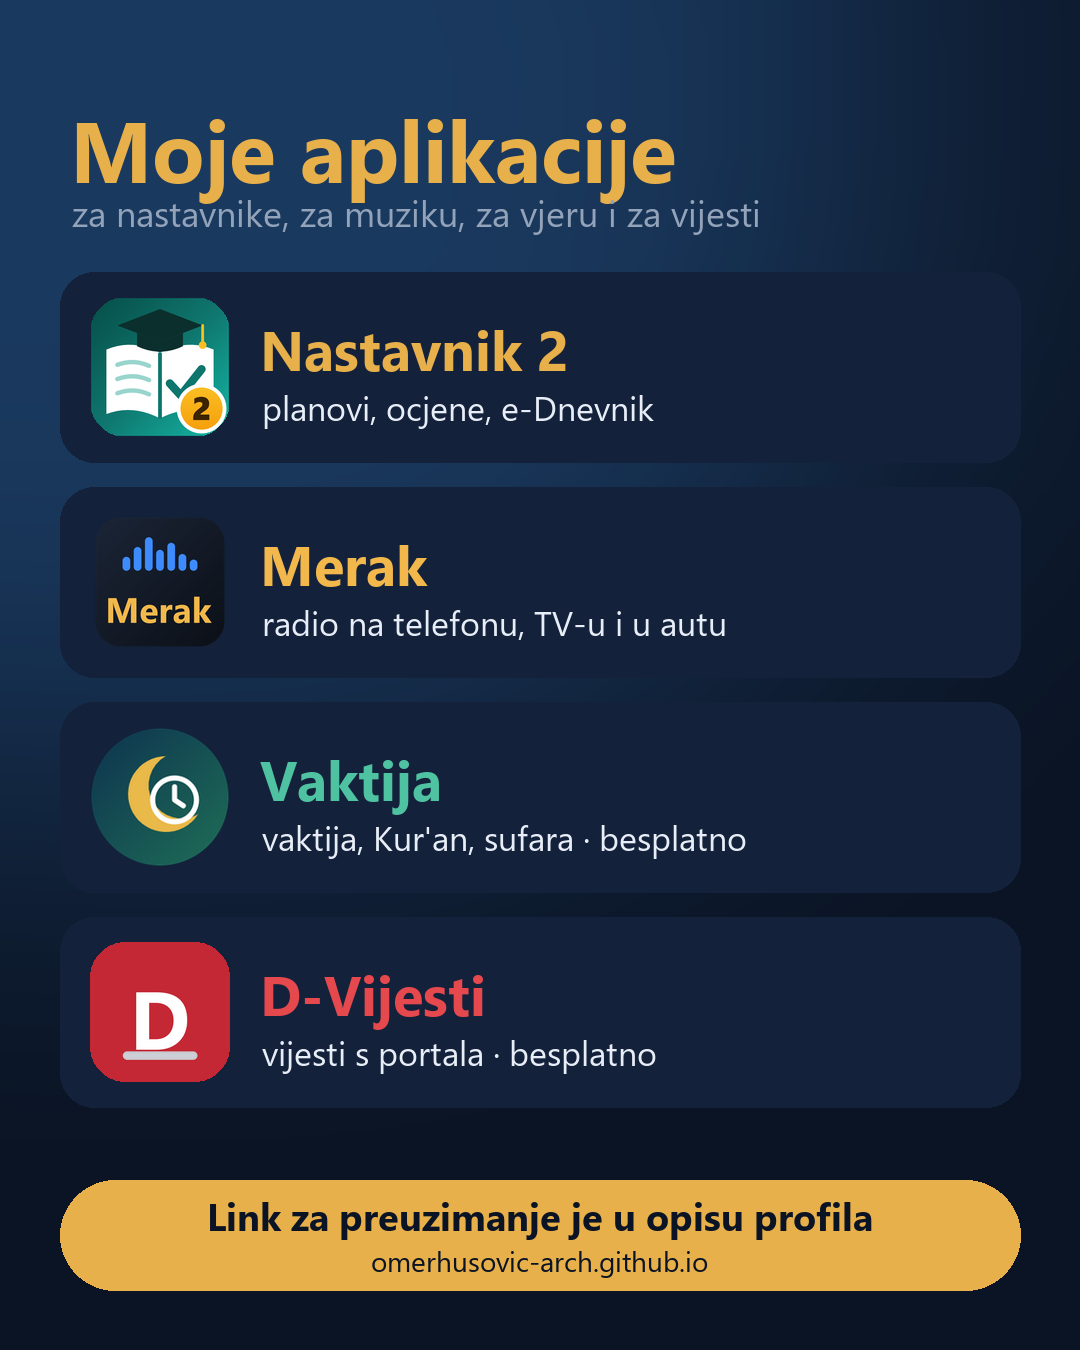 Moje aplikacije
za nastavnike, za muziku, za vjeru i za vijesti
2
Nastavnik 2
planovi, ocjene, e-Dnevnik
Merak
Merak
radio na telefonu, TV-u i u autu
Vaktija
vaktija, Kur'an, sufara · besplatno
D
D-Vijesti
vijesti s portala · besplatno
Link za preuzimanje je u opisu profila
omerhusovic-arch.github.io